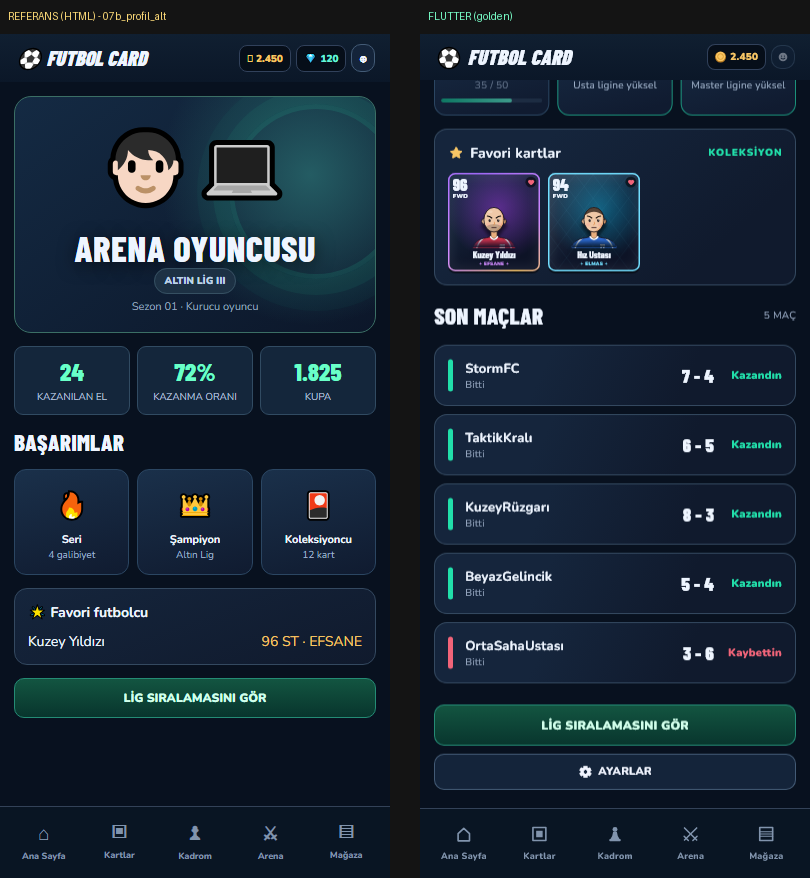 REFERANS (HTML) - 07b_profil_alt
FUTBOL CARD
2.450
120
ARENA OYUNCUSU
ALTIN LİG III
Sezon 01 · Kurucu oyuncu
24
KAZANILAN EL
72%
KAZANMA ORANI
1.825
KUPA
BAŞARIMLAR
Seri
4 galibiyet
Şampiyon
Altın Lig
Koleksiyoncu
12 kart
Favori futbolcu
Kuzey Yıldızı
96 ST · EFSANE
LİG SIRALAMASINI GÖR
Ana Sayfa
Kartlar
Kadrom
Arena
Mağaza
FLUTTER (golden)
FUTBOL CARD
2.450
35 / 50
Usta ligine yüksel
Master ligine yüksel
Favori kartlar
KOLEKSİYON
96
FWD
Kuzey Yıldızı
EFSANE
94
FWD
Hız Ustası
ELMAS
SON MAÇLAR
5 MAÇ
StormFC
Bitti
7 - 4
Kazandın
TaktikKralı
Bitti
6 - 5
Kazandın
KuzeyRüzgarı
Bitti
8 - 3
Kazandın
BeyazGelincik
Bitti
5 - 4
Kazandın
OrtaSahaUstası
Bitti
3 - 6
Kaybettin
LİG SIRALAMASINI GÖR
AYARLAR
Ana Sayfa
Kartlar
Kadrom
Arena
Mağaza